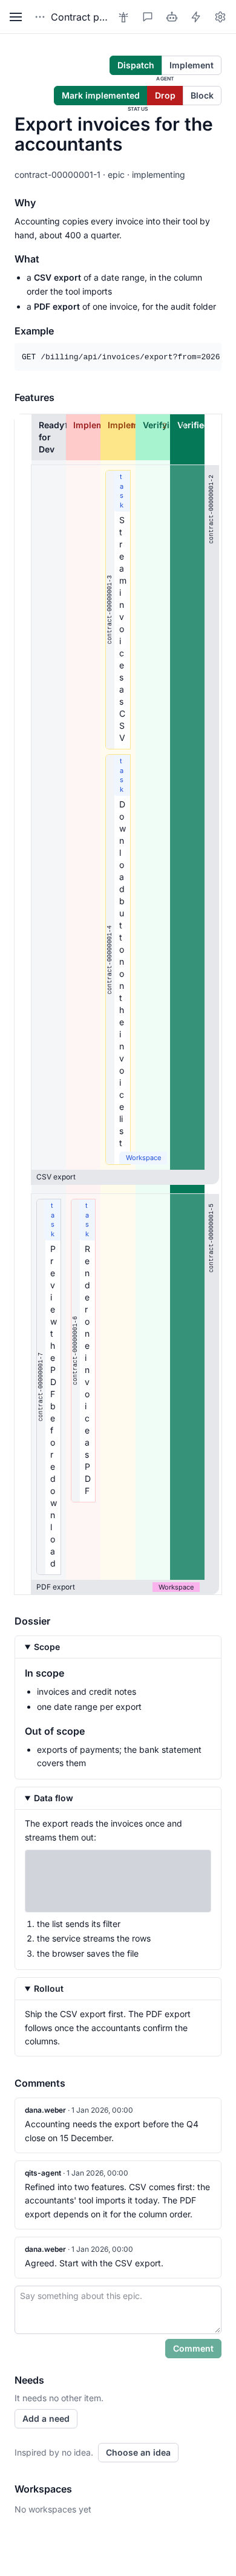 Contract p...
Dispatch
Implement
AGENT
Mark implemented
Drop
Block
STATUS
Export invoices for the
accountants
contract-00000001-1 · epic · implementing
Why
Accounting copies every invoice into their tool by
hand, about 400 a quarter.
What
a CSV export of a date range, in the column
order the tool imports
a PDF export of one invoice, for the audit folder
Example
GET /billing/api/invoices/export?from=2026
Features
Ready
for
Dev
task
Stream invoices as CSV
contract-00000001-3
contract-00000001-2
task
Download button on the invoice list
contract-00000001-4
Workspace
CSV export
task
Preview the PDF before download
contract-00000001-7
task
Render one invoice as PDF
contract-00000001-6
contract-00000001-5
PDF export
Workspace
Dossier
▼ Scope
In scope
invoices and credit notes
one date range per export
Out of scope
exports of payments; the bank statement
covers them
▼ Data flow
The export reads the invoices once and
streams them out:
1. the list sends its filter
2. the service streams the rows
3. the browser saves the file
▼ Rollout
Ship the CSV export first. The PDF export
follows once the accountants confirm the
columns.
Comments
dana.weber · 1 Jan 2026, 00:00
Accounting needs the export before the Q4
close on 15 December.
qits-agent · 1 Jan 2026, 00:00
Refined into two features. CSV comes first: the
accountants' tool imports it today. The PDF
export depends on it for the column order.
dana.weber · 1 Jan 2026, 00:00
Agreed. Start with the CSV export.
Say something about this epic.
Comment
Needs
It needs no other item.
Add a need
Inspired by no idea.
Choose an idea
Workspaces
No workspaces yet